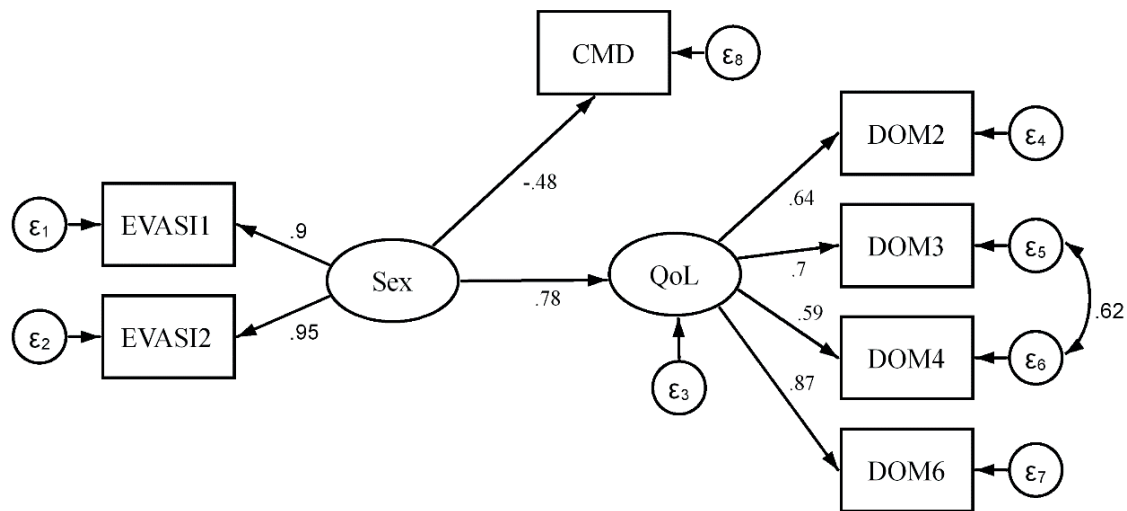 CMD
ε8
DOM2
ε4
-.48
.64
EVASI1
ε1
.9
Sex
.78
QoL
.7
DOM3
ε5
.62
EVASI2
ε2
.95
.59
DOM4
ε6
ε3
.87
DOM6
ε7